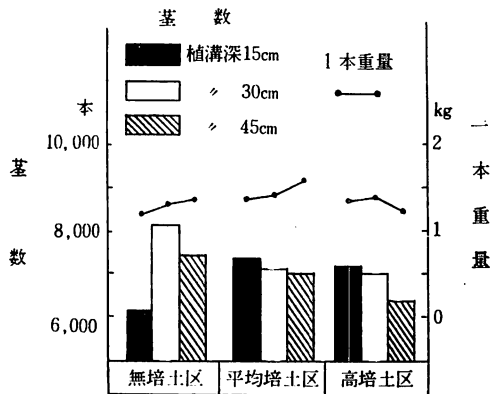 茎 数
植溝深15cm
〃 30cm
〃 45cm
1本重量
本
10,000
8,000
6,000
茎数
kg
2
1
0
一本重量
無培土区
平均培土区
高培土区